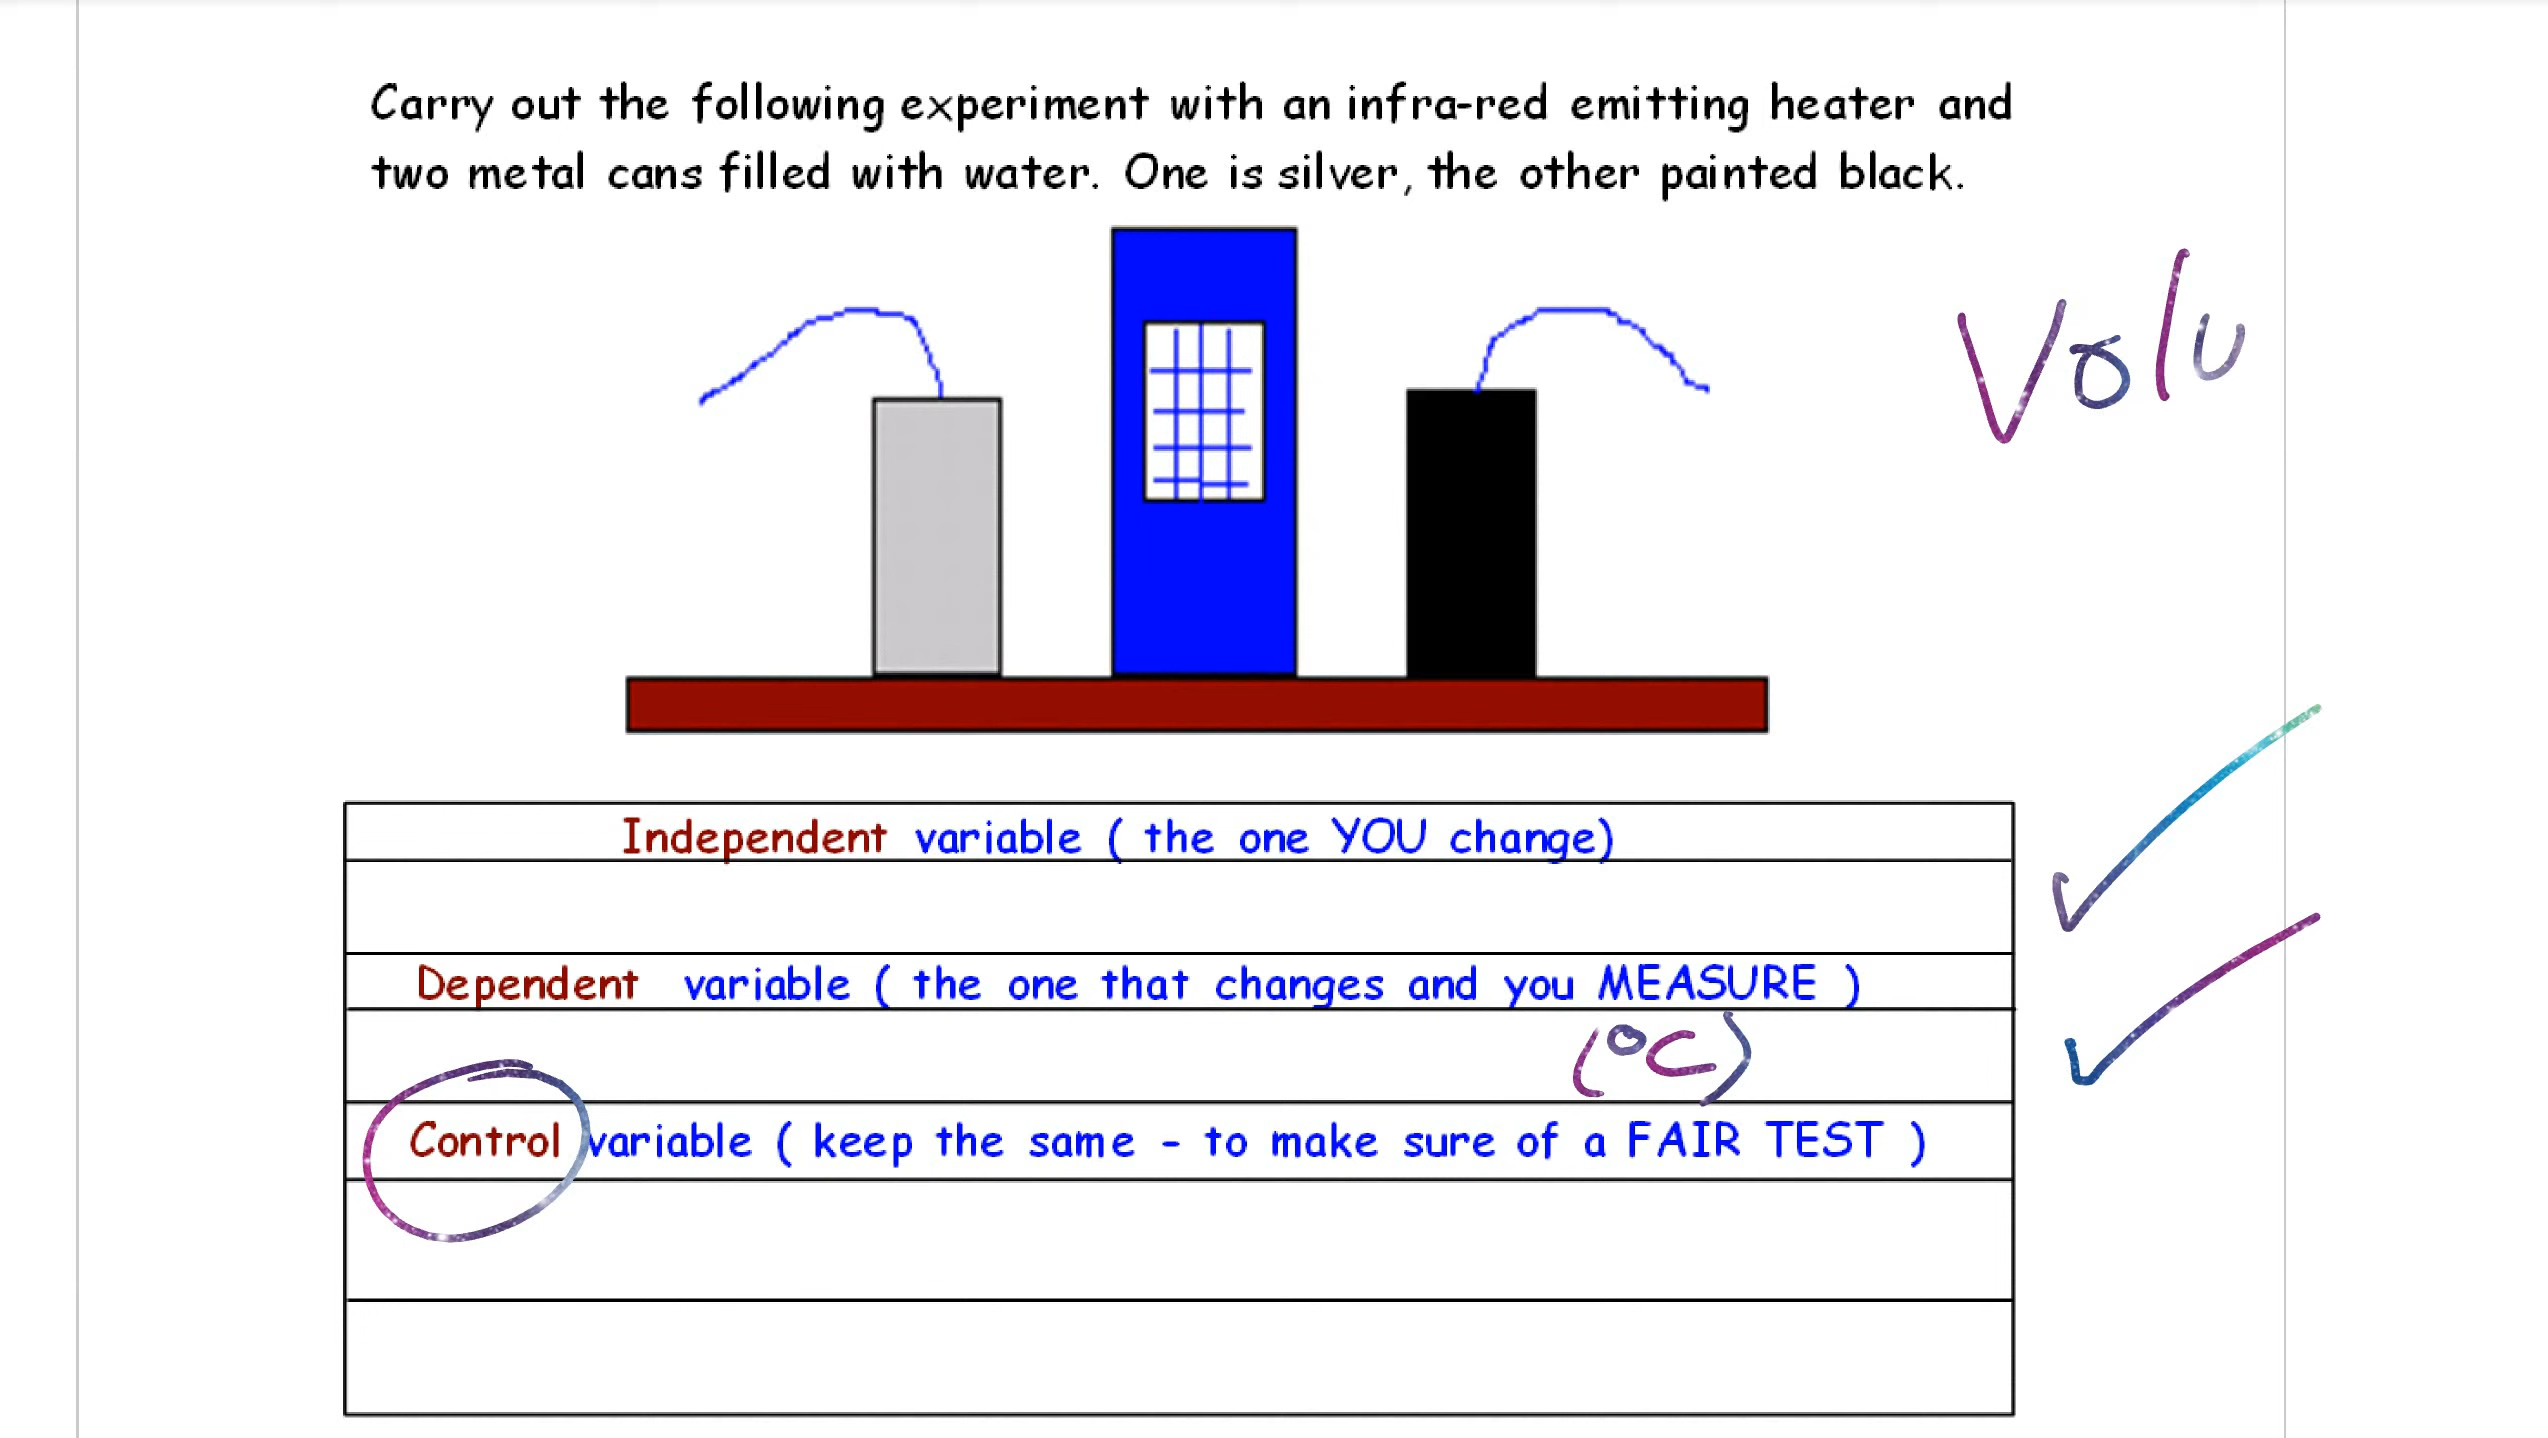 Carry out the following experiment with an infra-red emitting heater and
two metal cans filled with water. One is silver, the other painted black.
Volu
Independent variable ( the one YOU change)
Dependent variable ( the one that changes and you MEASURE )
(°C)
Control variable ( keep the same - to make sure of a FAIR TEST )